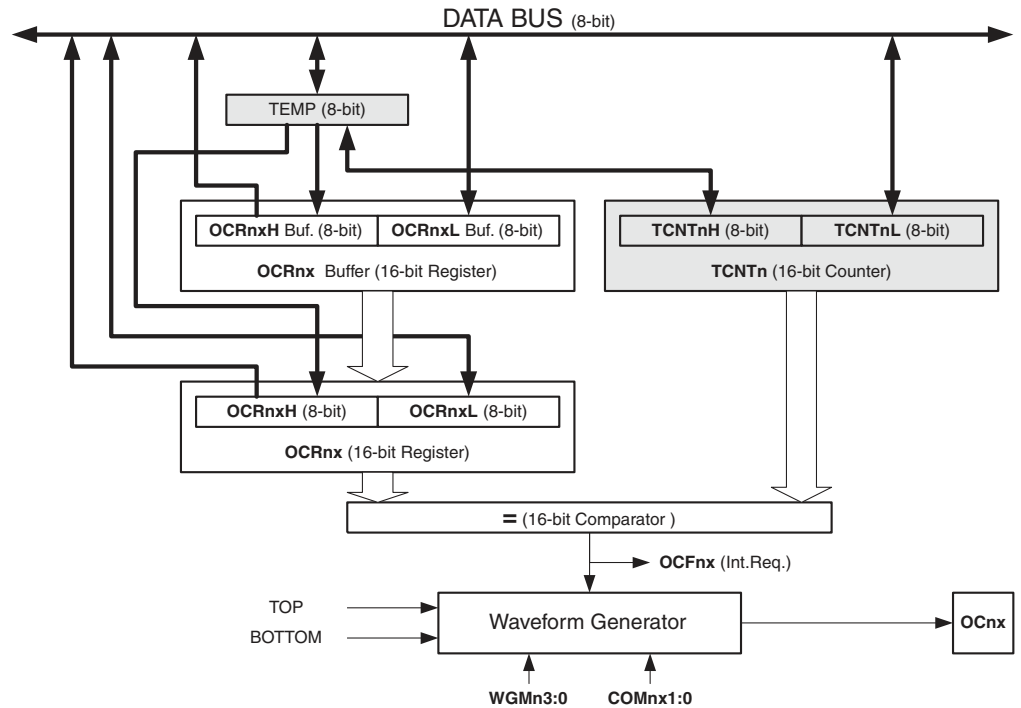 DATA BUS (8-bit)
TEMP (8-bit)
OCRnxH Buf. (8-bit) OCRnxL Buf. (8-bit)
OCRnx Buffer (16-bit Register)
TCNTnH (8-bit) TCNTnL (8-bit)
TCNTn (16-bit Counter)
OCRnxH (8-bit) OCRnxL (8-bit)
OCRnx (16-bit Register)
= (16-bit Comparator )
OCFnx (Int.Req.)
TOP
BOTTOM
Waveform Generator
OCnx
WGMn3:0 COMnx1:0